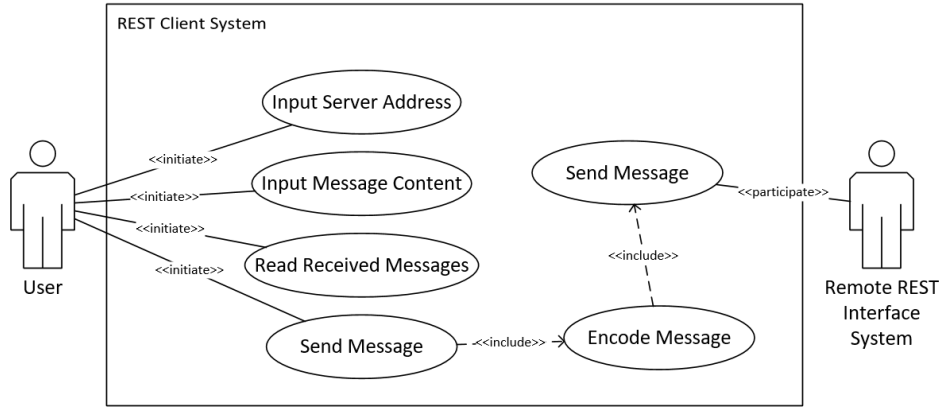 REST Client System
Input Server Address
<<initiate>>
Input Message Content
<<initiate>>
Read Received Messages
<<initiate>>
Send Message
<<initiate>>
User
<<include>>
Encode Message
<<include>>
Send Message
<<participate>>
Remote REST
Interface
System